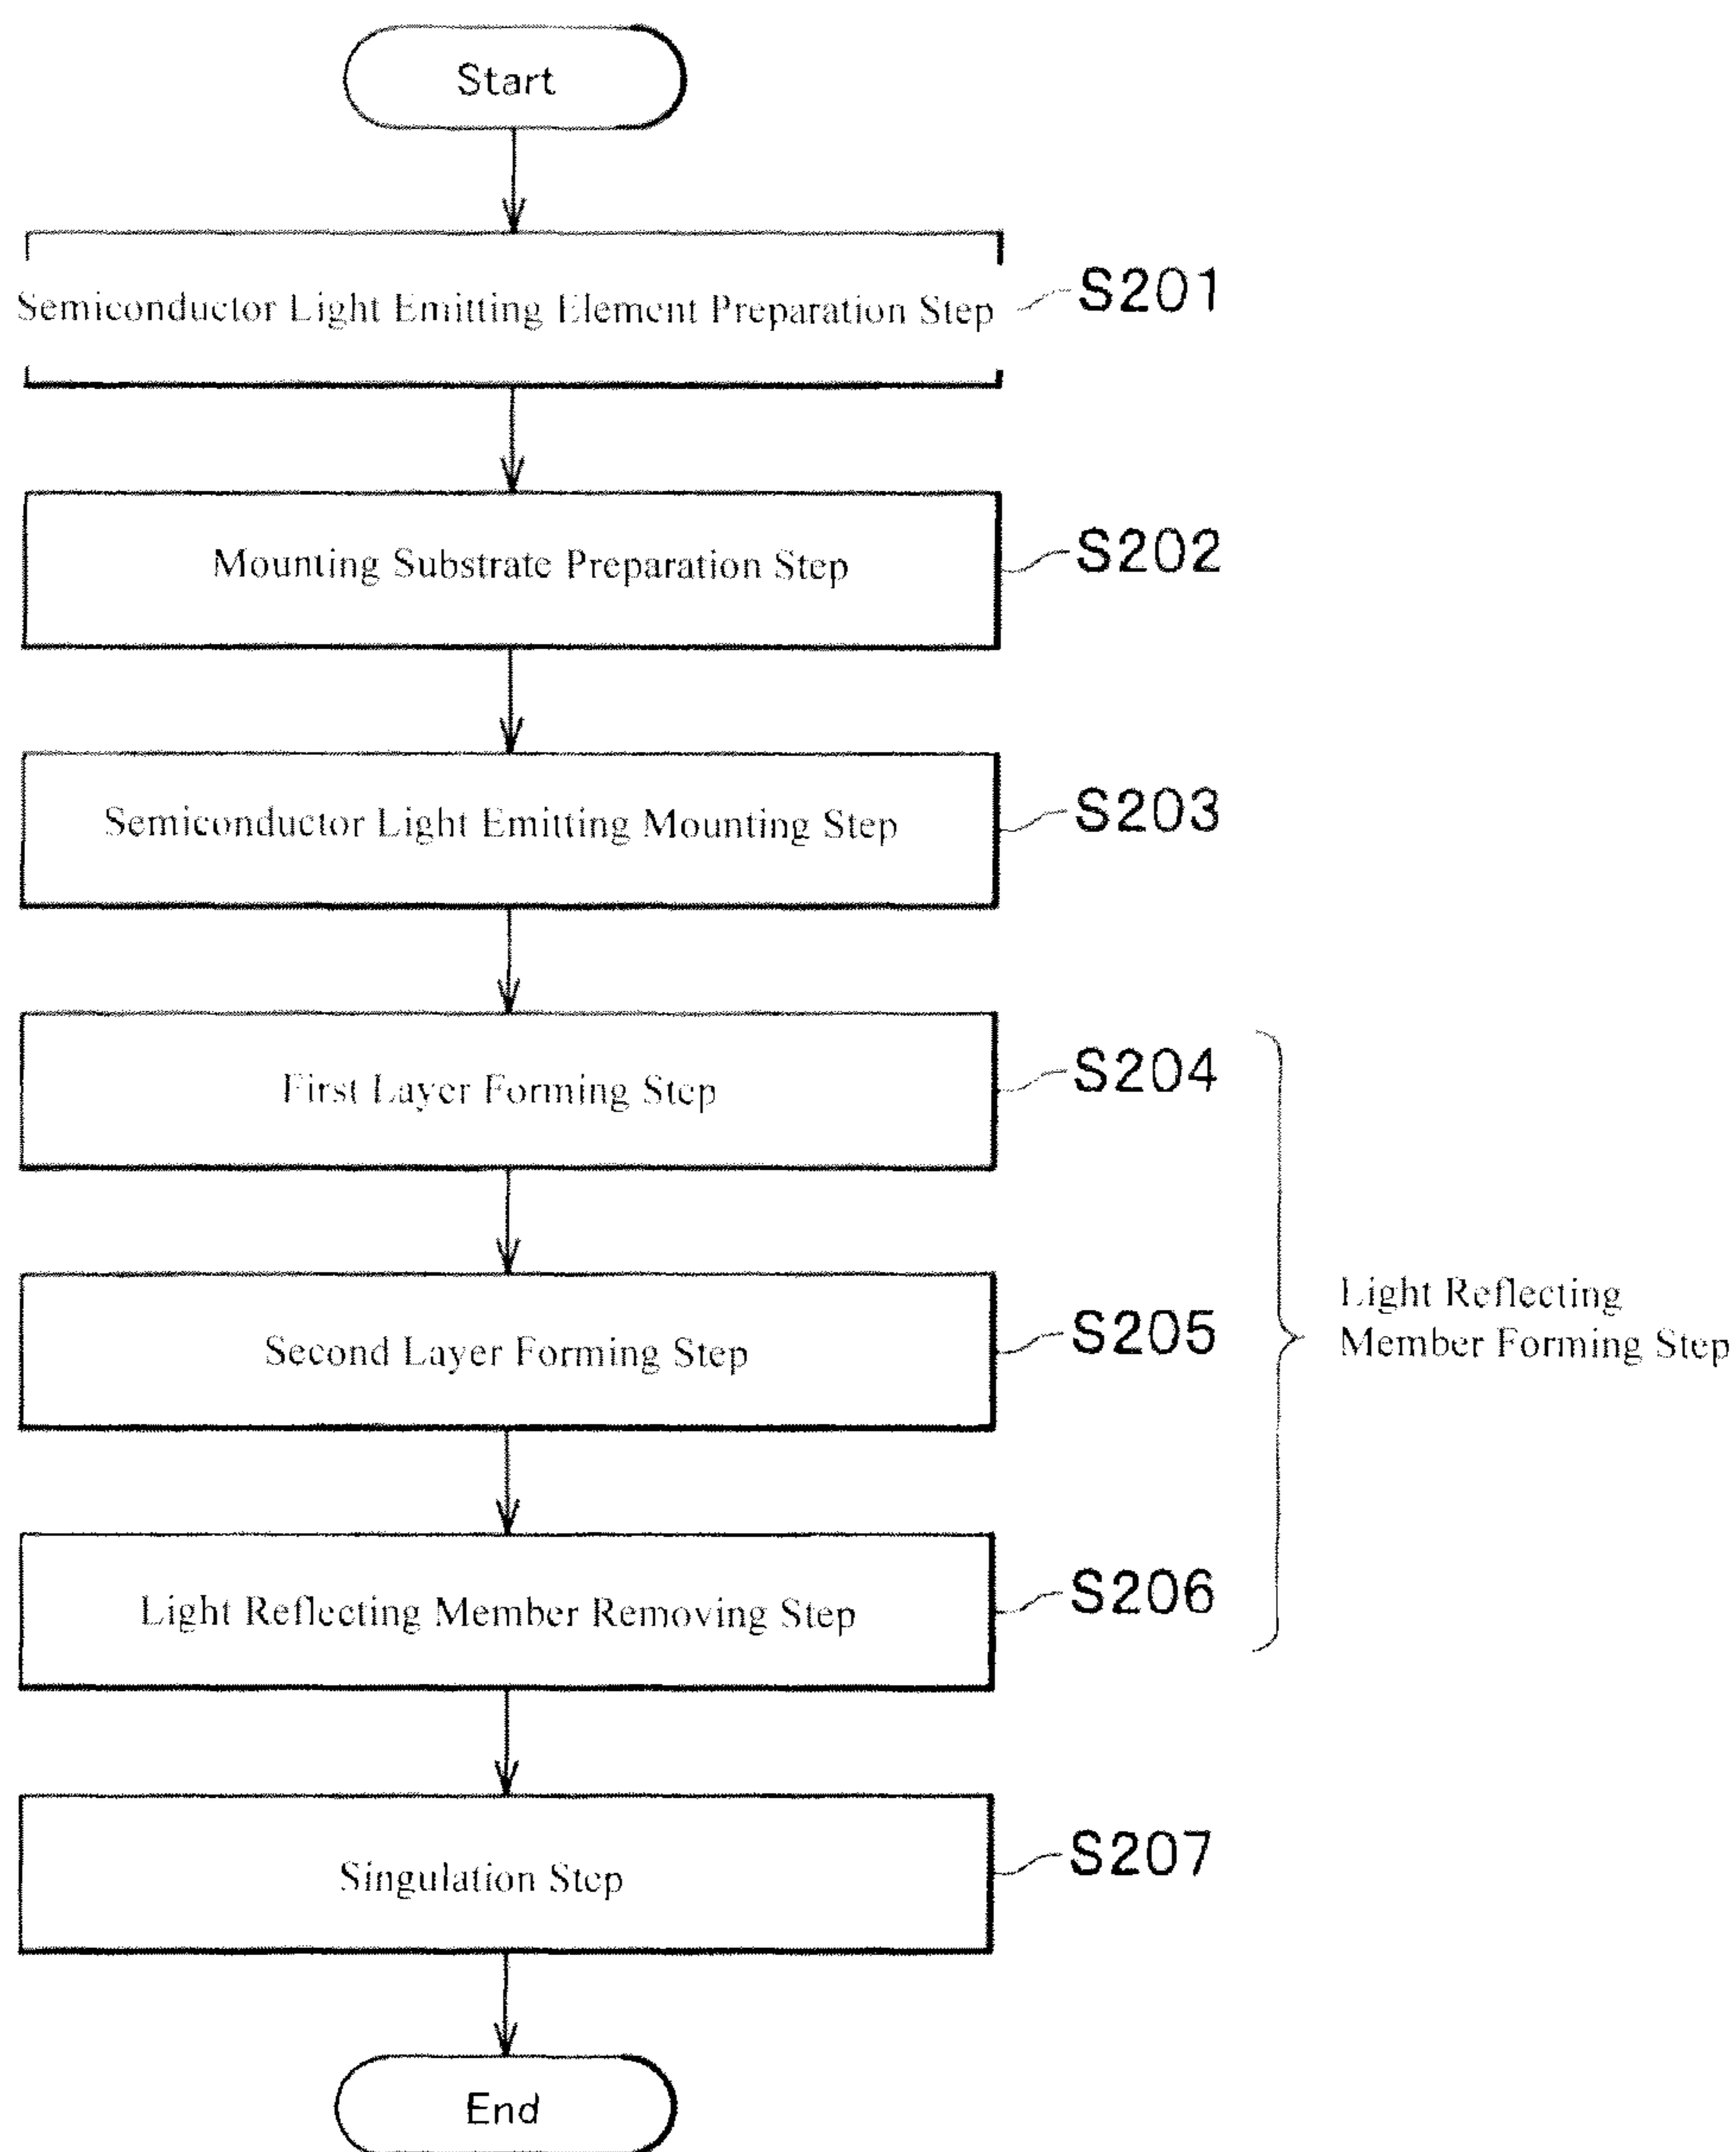 Start
Semiconductor Light Emitting Element Preparation Step
S201
Mounting Substrate Preparation Step
S202
Semiconductor Light Emitting Mounting Step
S203
First Layer Forming Step
S204
Second Layer Forming Step
S205
Light Reflecting
Member Forming Step
Light Reflecting Member Removing Step
S206
Singulation Step
S207
End